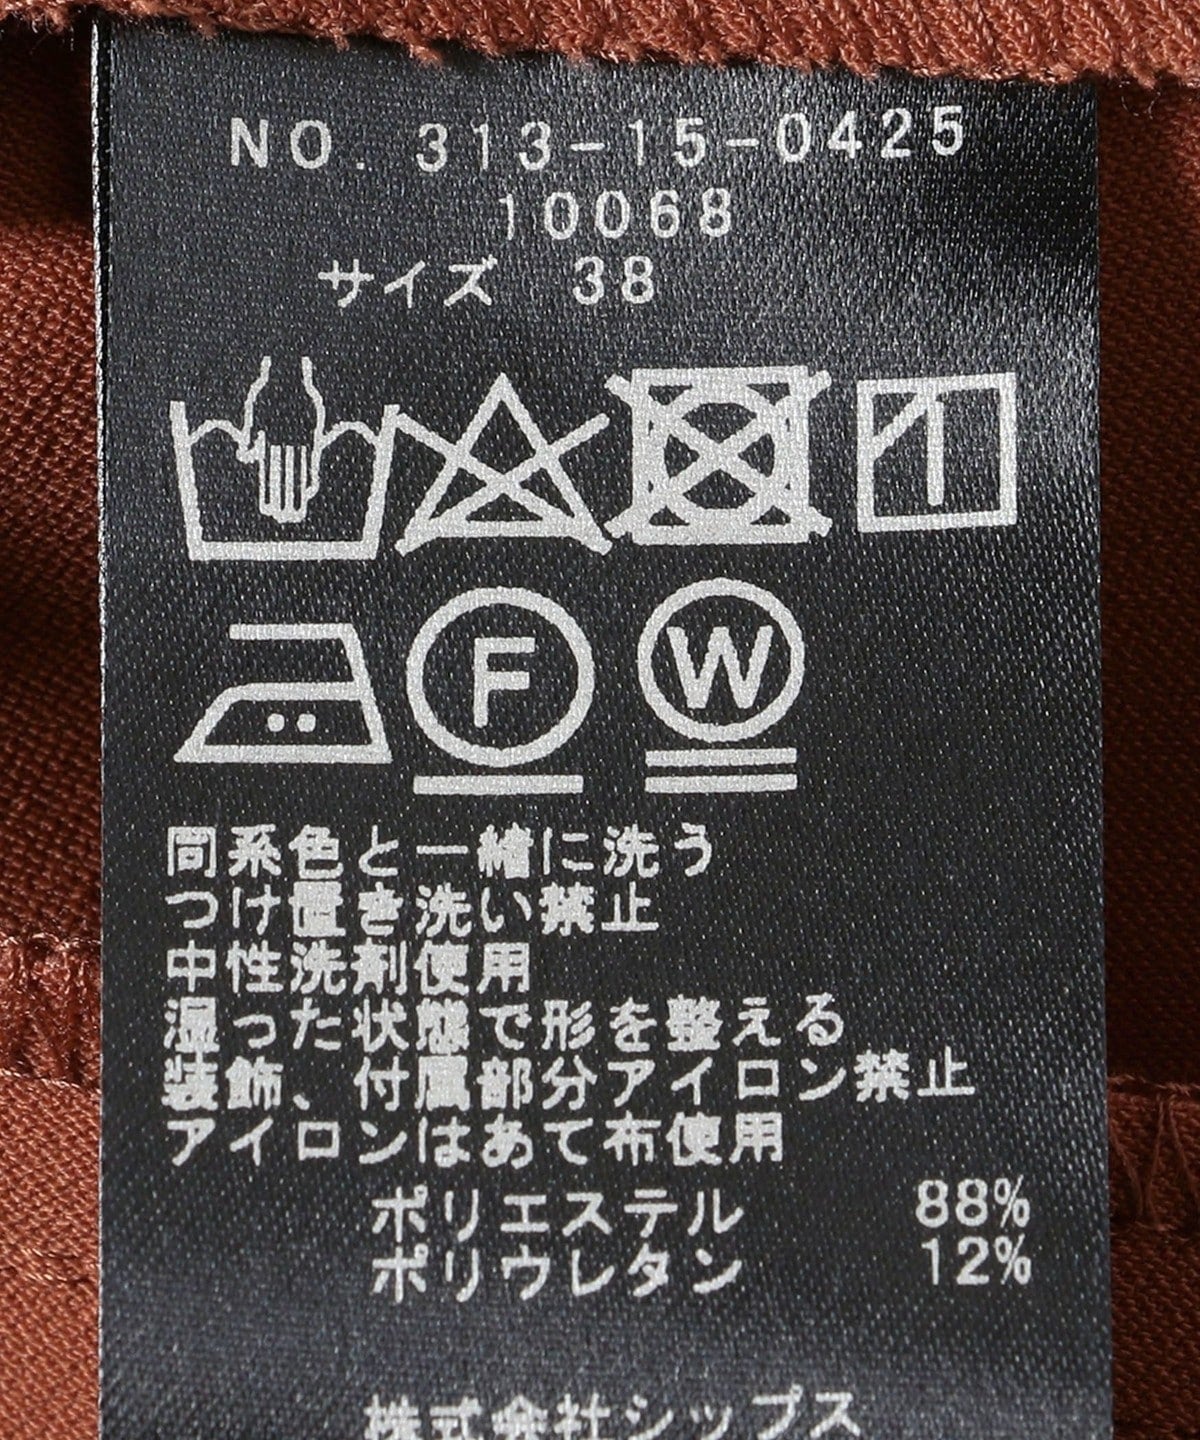 NO. 313-15-0425
10068
サイズ 38
F W
同系色と一緒に洗う
つけ置き洗い禁止
中性洗剤使用
湿った状態で形を整える
装飾、付属部分アイロン禁止
アイロンはあて布使用
ポリエステル 88%
ポリウレタン 12%
株式会社シップス